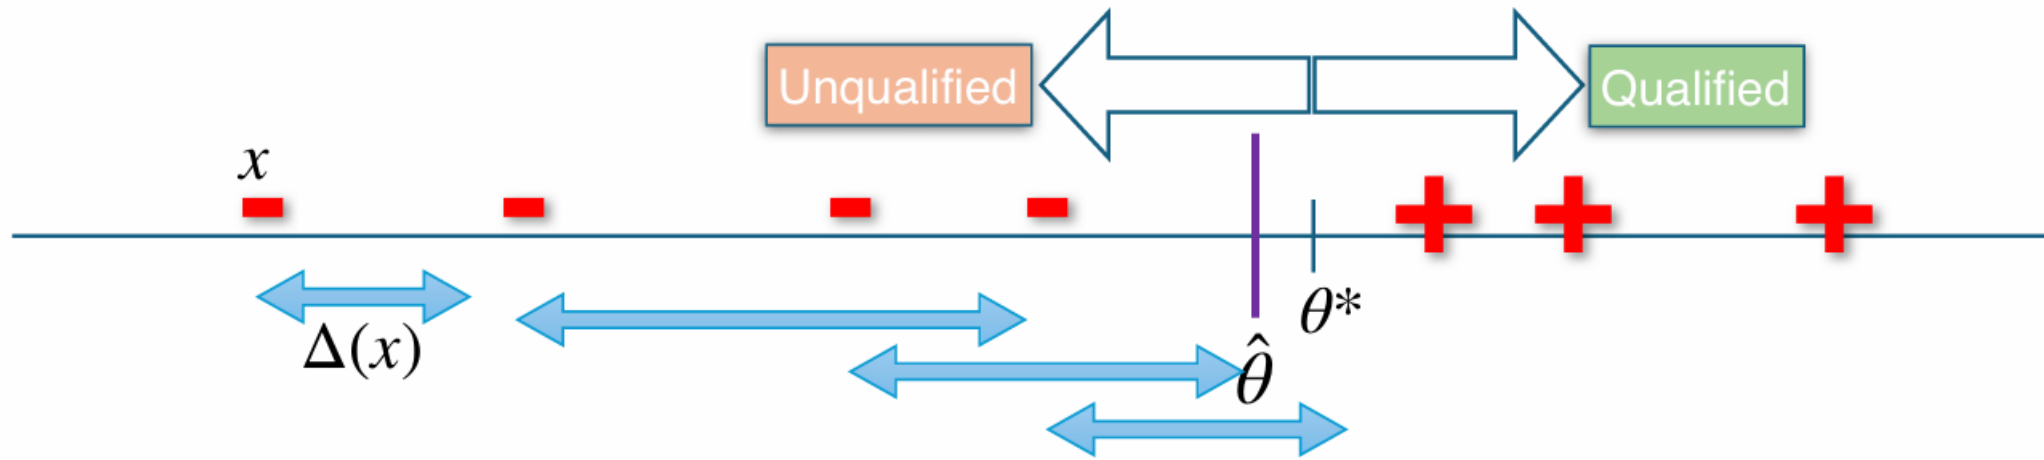 Unqualified
Qualified
x
θ*
Δ(x)
θ̂